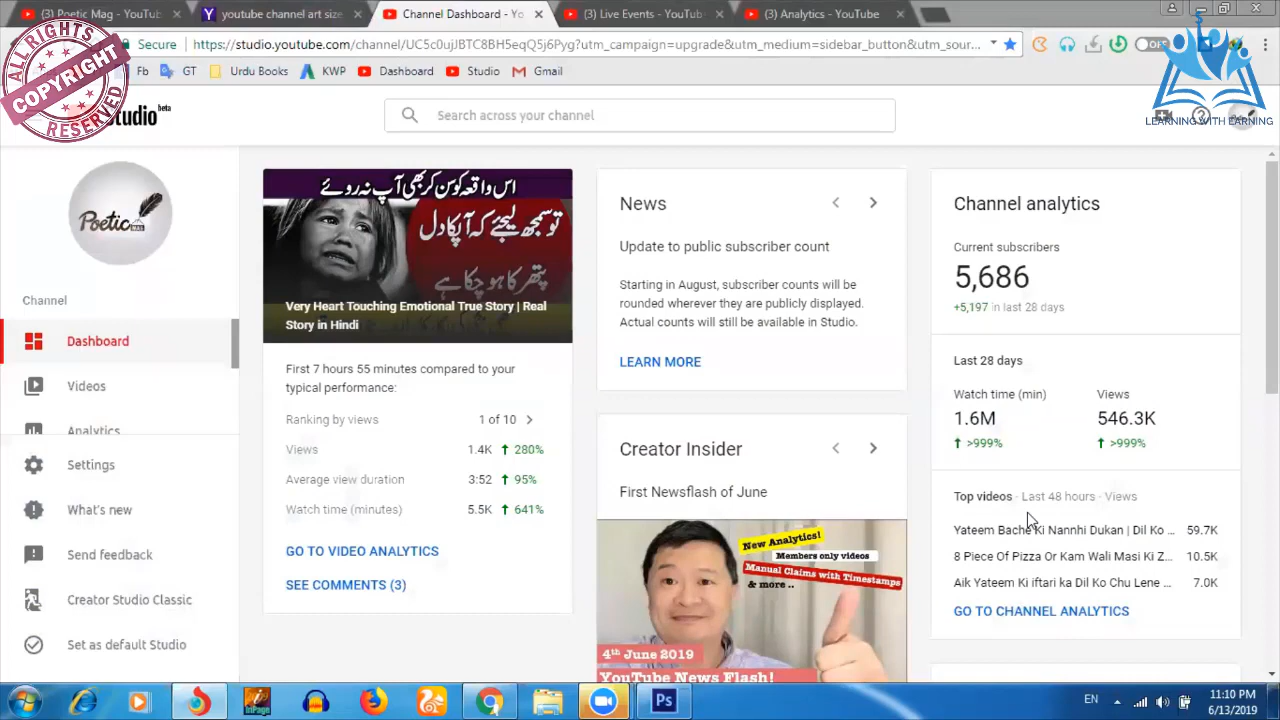 (3) Poetic Mag - YouTub
youtube channel art size
Channel Dashboard - Yo
(3) Live Events - YouTub
(3) Analytics - YouTube
Secure
https://studio.youtube.com/channel/UC5c0ujIBTC8BH5eqQ5j6Pyg?utm_campaign=upgrade&utm_medium=sidebar_button&utm_sour...
OFF
Fb
GT
Urdu Books
KWP
Dashboard
Studio
Gmail
ALL RIGHTS
COPYRIGHT
RESERVED
LEARNING WITH EARNING
Studio beta
Search across your channel
Poetic
MAG
Channel
Dashboard
Videos
Analytics
Settings
What's new
Send feedback
Creator Studio Classic
Set as default Studio
اس واقعہ کو سن کر بھی آپ نہ روئے
تو سمجھ لیجئے کہ آپکا دل
پتھر کا ہو چکا ہے
Very Heart Touching Emotional True Story | Real
Story in Hindi
First 7 hours 55 minutes compared to your
typical performance:
Ranking by views 1 of 10
Views 1.4K 280%
Average view duration 3:52 95%
Watch time (minutes) 5.5K 641%
GO TO VIDEO ANALYTICS
SEE COMMENTS (3)
News
Update to public subscriber count
Starting in August, subscriber counts will be
rounded wherever they are publicly displayed.
Actual counts will still be available in Studio.
LEARN MORE
Creator Insider
First Newsflash of June
New Analytics!
Members only videos
Manual Claims with Timestamps
& more ..
4th June 2019
YouTube News Flash!
Channel analytics
Current subscribers
5,686
+5,197 in last 28 days
Last 28 days
Watch time (min) Views
1.6M 546.3K
>999% >999%
Top videos · Last 48 hours · Views
Yateem Bache Ki Nannhi Dukan | Dil Ko ... 59.7K
8 Piece Of Pizza Or Kam Wali Masi Ki Z... 10.5K
Aik Yateem Ki iftari ka Dil Ko Chu Lene ... 7.0K
GO TO CHANNEL ANALYTICS
InPage
Ps
EN
11:10 PM
6/13/2019